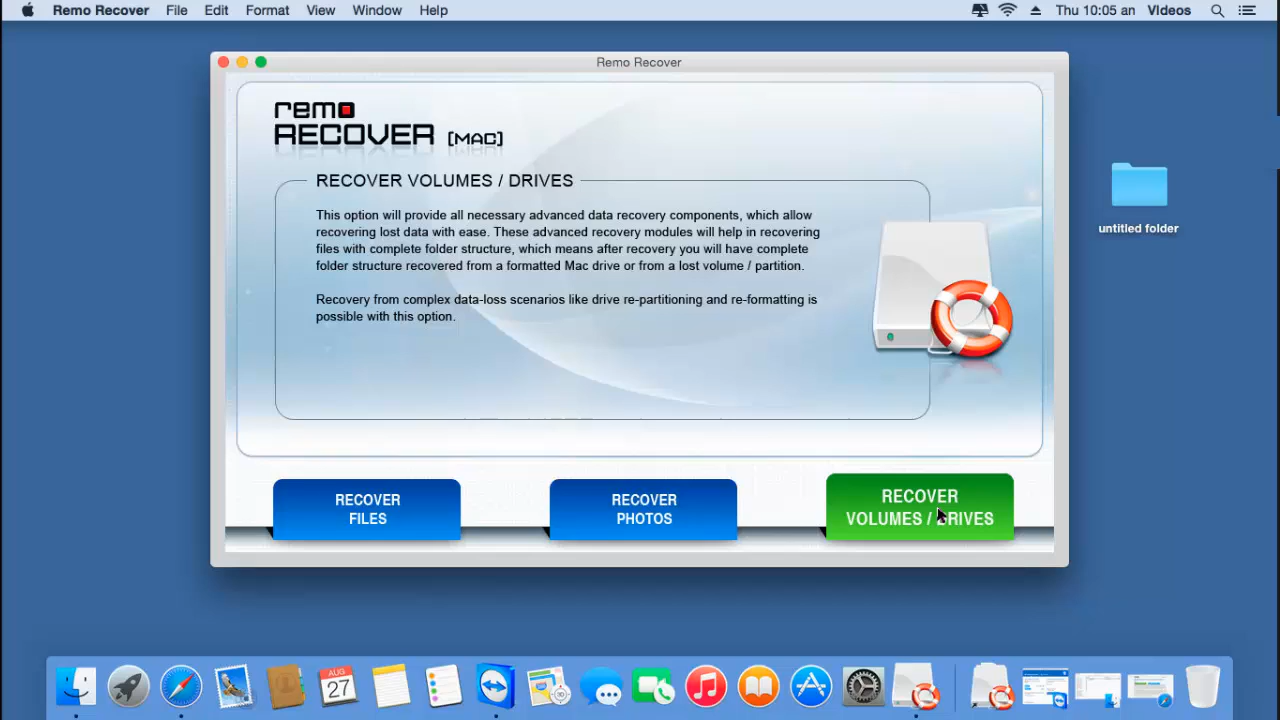 Remo Recover File Edit Format View Window Help Thu 10:05 an Videos
Remo Recover
remo
RECOVER [MAC]
RECOVER VOLUMES / DRIVES
This option will provide all necessary advanced data recovery components, which allow
recovering lost data with ease. These advanced recovery modules will help in recovering
files with complete folder structure, which means after recovery you will have complete
folder structure recovered from a formatted Mac drive or from a lost volume / partition.
Recovery from complex data-loss scenarios like drive re-partitioning and re-formatting is
possible with this option.
untitled folder
RECOVER
FILES
RECOVER
PHOTOS
RECOVER
VOLUMES / DRIVES
AUG
27